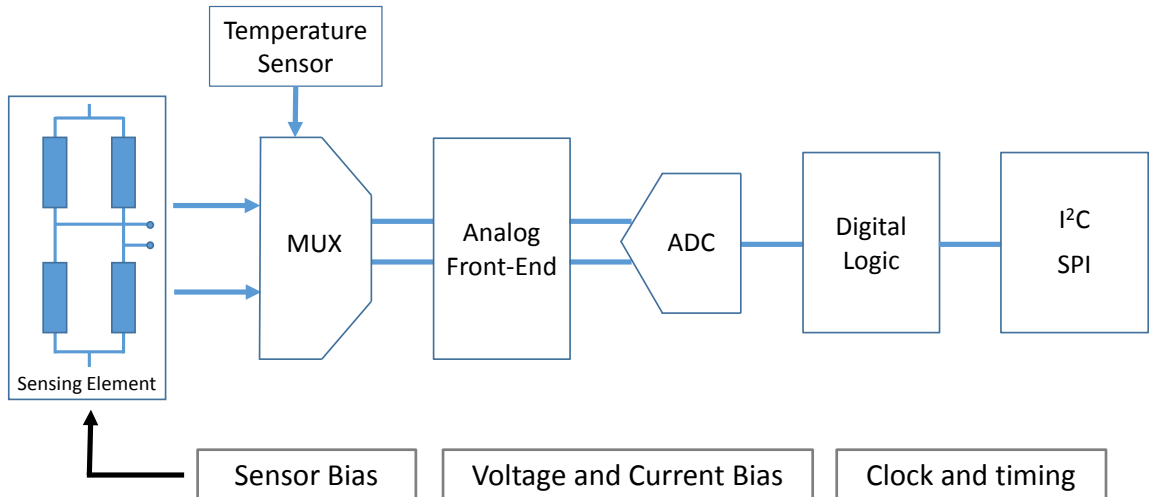 Temperature
Sensor
Sensing Element
MUX
Analog
Front-End
ADC
Digital
Logic
I²C
SPI
Sensor Bias
Voltage and Current Bias
Clock and timing